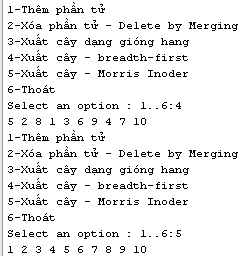 1-Thêm phần tử
2-Xóa phần tử - Delete by Merging
3-Xuất cây dạng gióng hang
4-Xuất cây - breadth-first
5-Xuất cây - Morris Inoder
6-Thoát
Select an option : 1..6:4
5 2 8 1 3 6 9 4 7 10
1-Thêm phần tử
2-Xóa phần tử - Delete by Merging
3-Xuất cây dạng gióng hang
4-Xuất cây - breadth-first
5-Xuất cây - Morris Inoder
6-Thoát
Select an option : 1..6:5
1 2 3 4 5 6 7 8 9 10